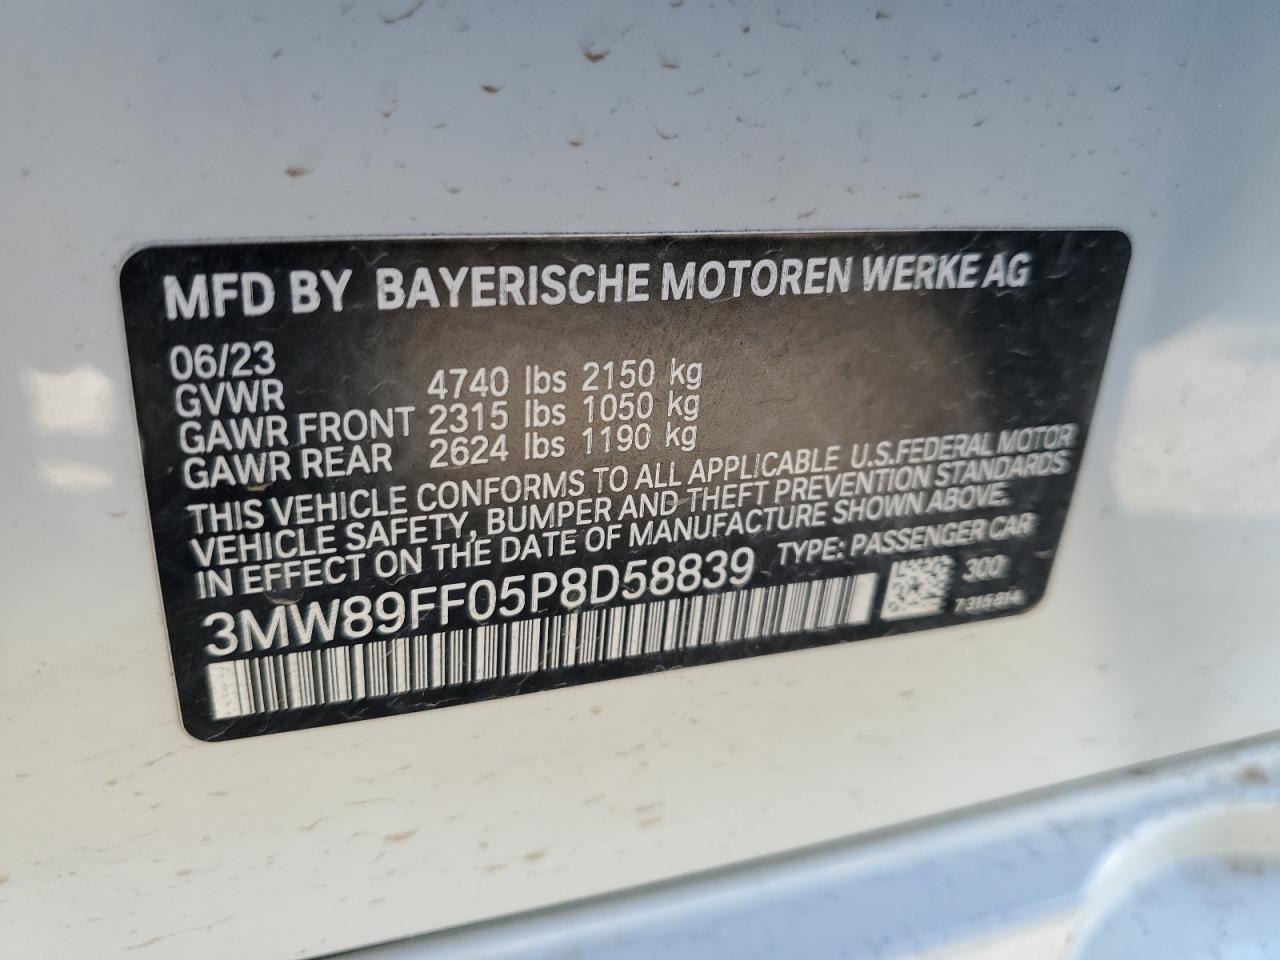 MFD BY BAYERISCHE MOTOREN WERKE AG
06/23
GVWR 4740 lbs 2150 kg
GAWR FRONT 2315 lbs 1050 kg
GAWR REAR 2624 lbs 1190 kg
THIS VEHICLE CONFORMS TO ALL APPLICABLE U.S.FEDERAL MOTOR
VEHICLE SAFETY, BUMPER AND THEFT PREVENTION STANDARDS
IN EFFECT ON THE DATE OF MANUFACTURE SHOWN ABOVE.
3MW89FF05P8D58839 TYPE: PASSENGER CAR
300
7315814